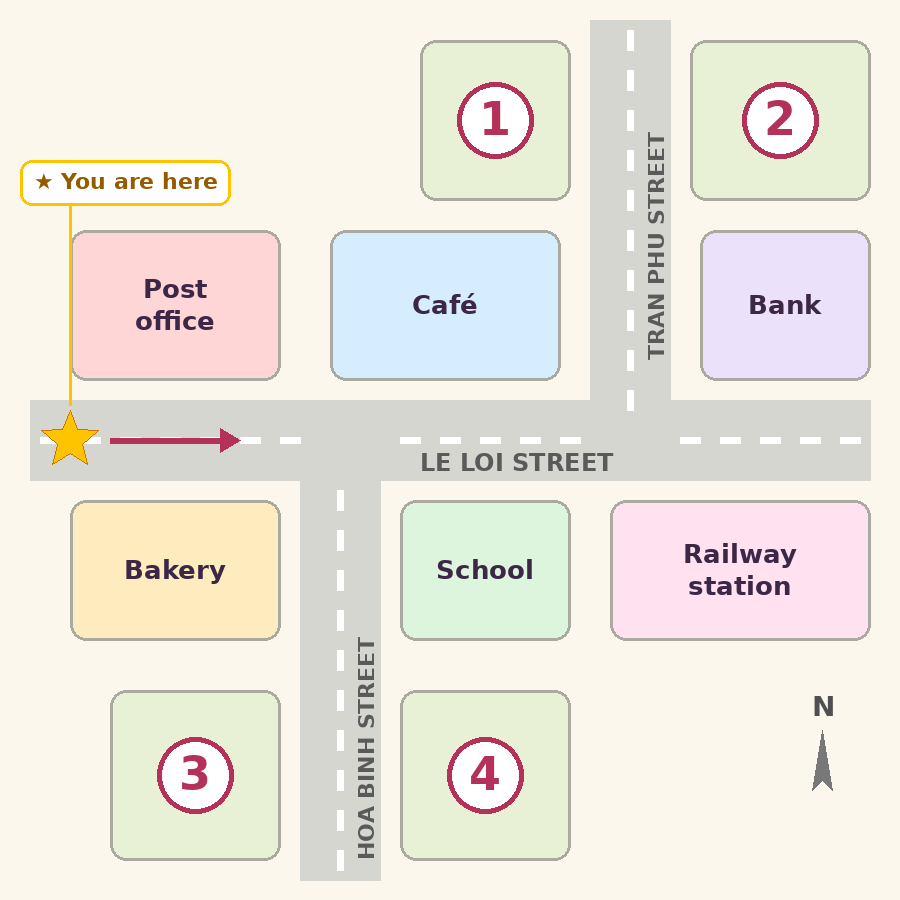 1
2
TRAN PHU STREET
★ You are here
Post
office
Café
Bank
LE LOI STREET
Bakery
School
Railway
station
HOA BINH STREET
3
4
N